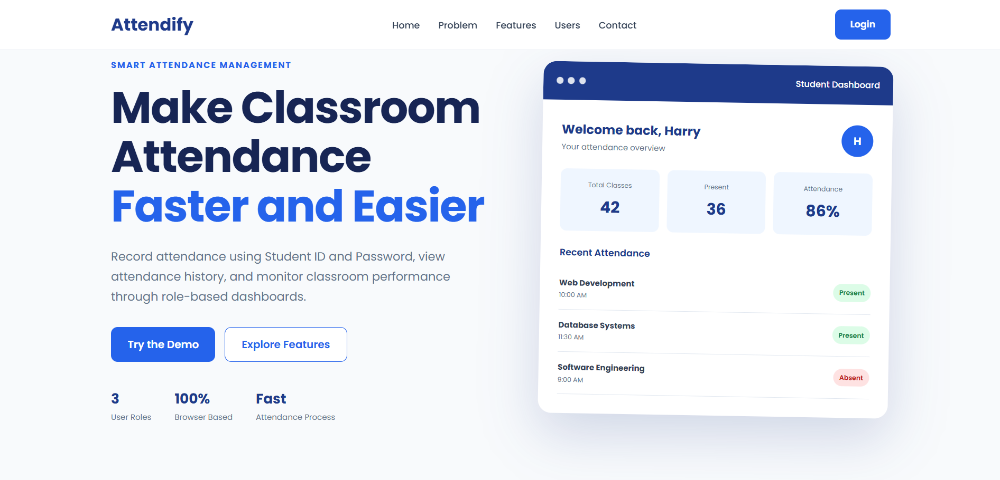 Attendify
Home
Problem
Features
Users
Contact
Login
SMART ATTENDANCE MANAGEMENT
Make Classroom
Attendance
Faster and Easier
Record attendance using Student ID and Password, view
attendance history, and monitor classroom performance
through role-based dashboards.
Try the Demo
Explore Features
3
User Roles
100%
Browser Based
Fast
Attendance Process
Student Dashboard
Welcome back, Harry
Your attendance overview
H
Total Classes
42
Present
36
Attendance
86%
Recent Attendance
Web Development
10:00 AM
Present
Database Systems
11:30 AM
Present
Software Engineering
9:00 AM
Absent